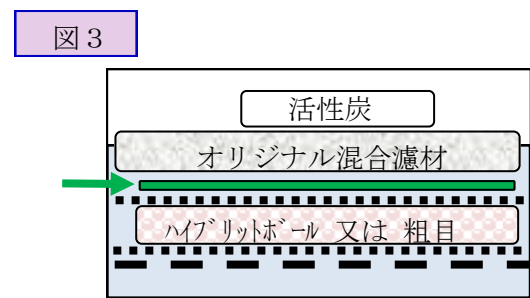 図３
活性炭
オリジナル混合濾材
ﾊｲﾌﾞﾘｯﾄﾎﾞｰﾙ 又は 粗目